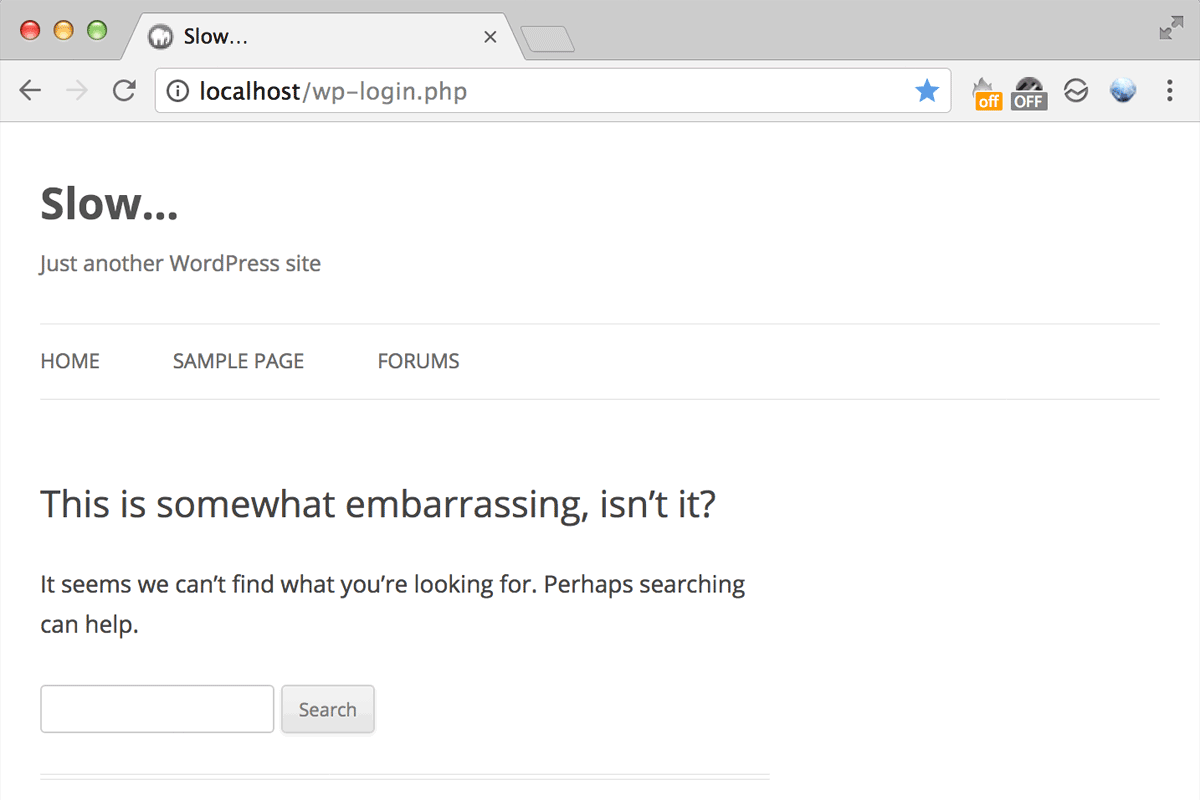 Slow…
localhost/wp-login.php
off
OFF
Slow…
Just another WordPress site
HOME SAMPLE PAGE FORUMS
This is somewhat embarrassing, isn’t it?
It seems we can’t find what you’re looking for. Perhaps searching
can help.
Search